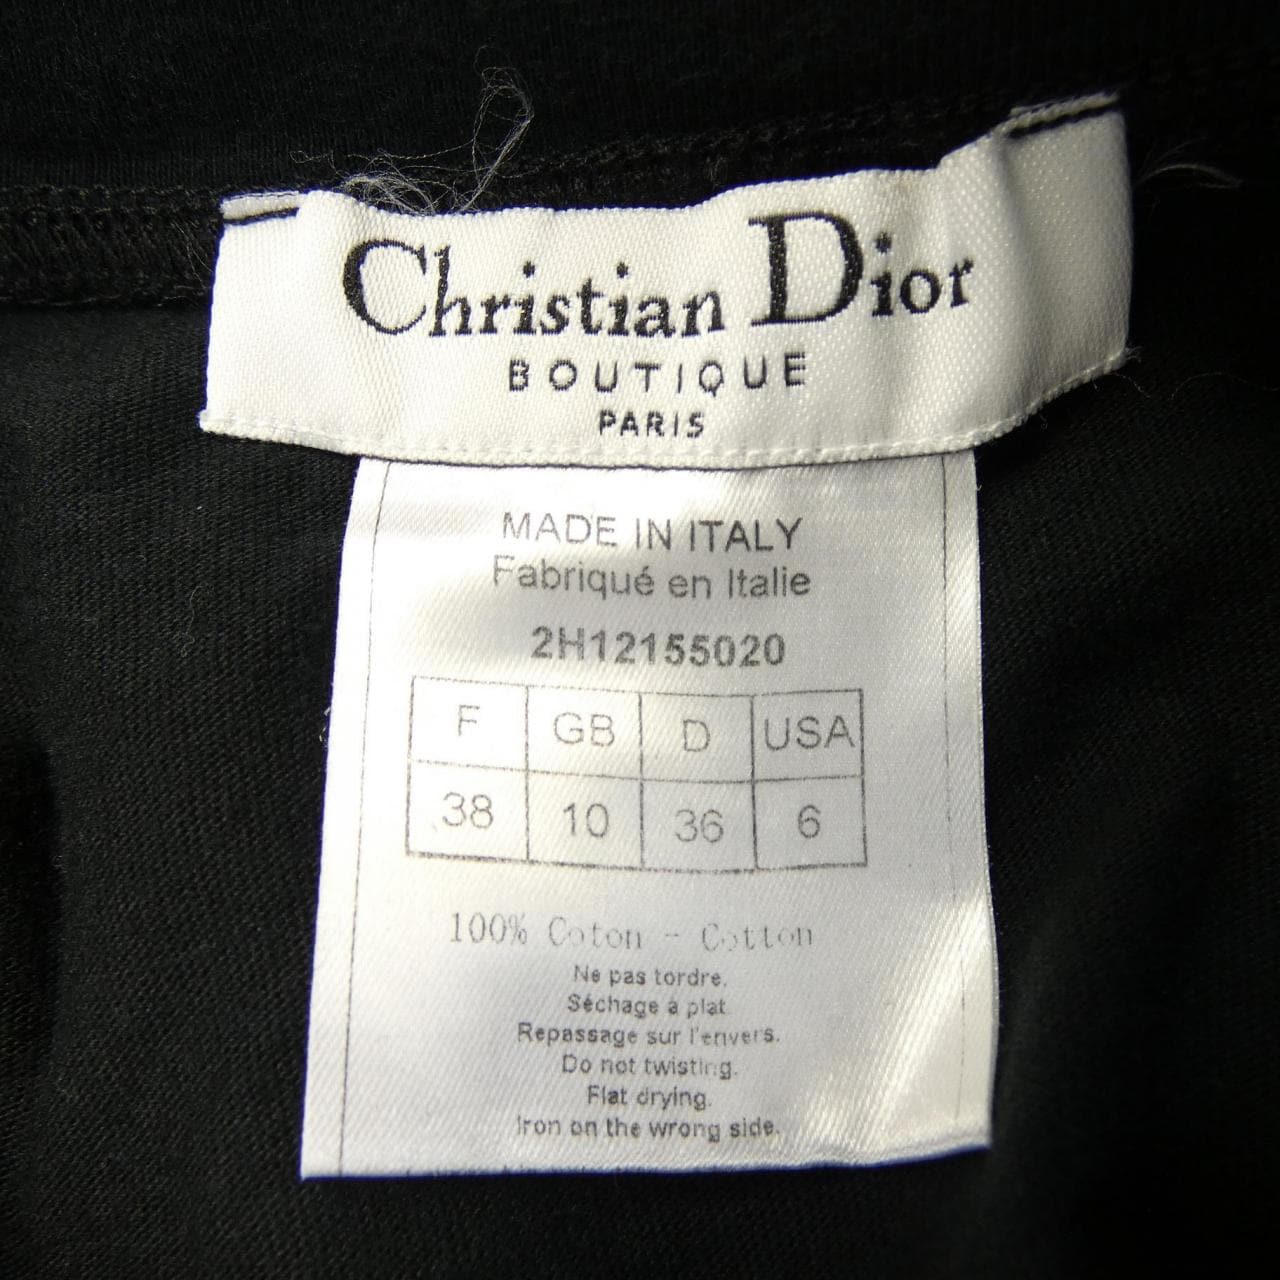 Christian Dior
BOUTIQUE
PARIS
MADE IN ITALY
Fabriqué en Italie
2H12155020
F GB D USA
38 10 36 6
100% Coton - Cotton
Ne pas tordre.
Séchage à plat.
Repassage sur l'envers.
Do not twisting.
Flat drying.
Iron on the wrong side.